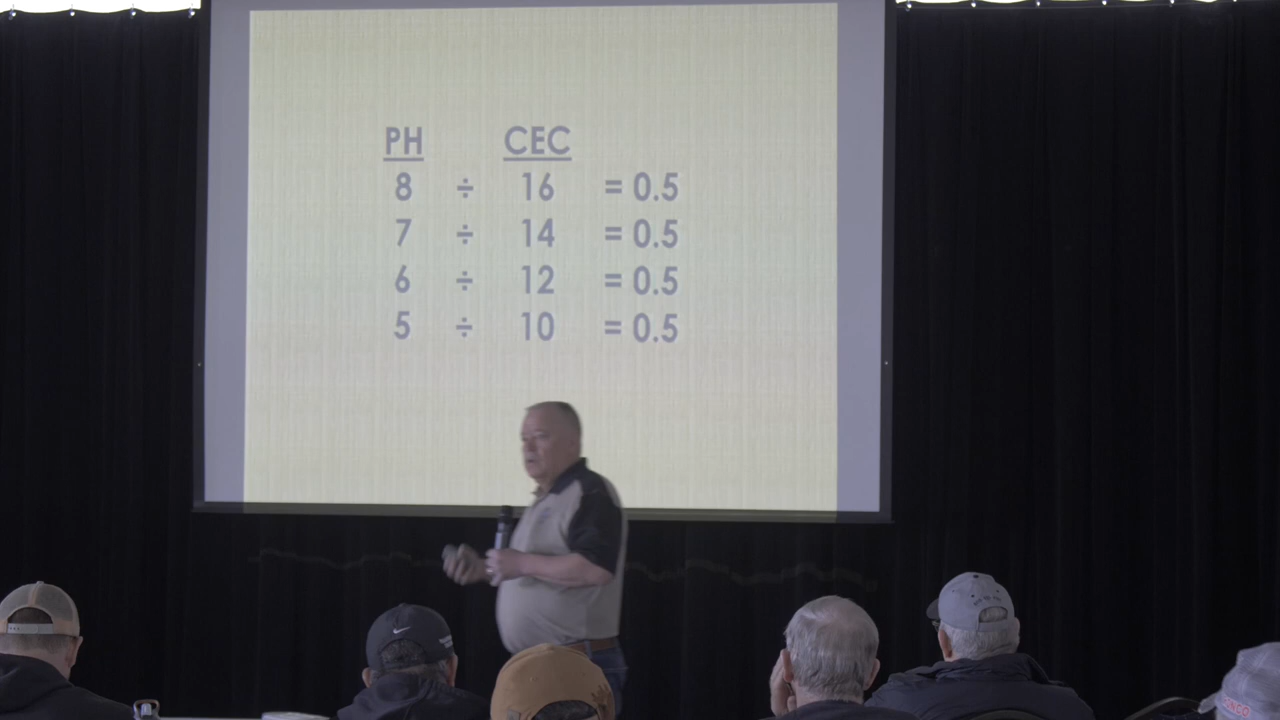 PH CEC
8 ÷ 16 = 0.5
7 ÷ 14 = 0.5
6 ÷ 12 = 0.5
5 ÷ 10 = 0.5